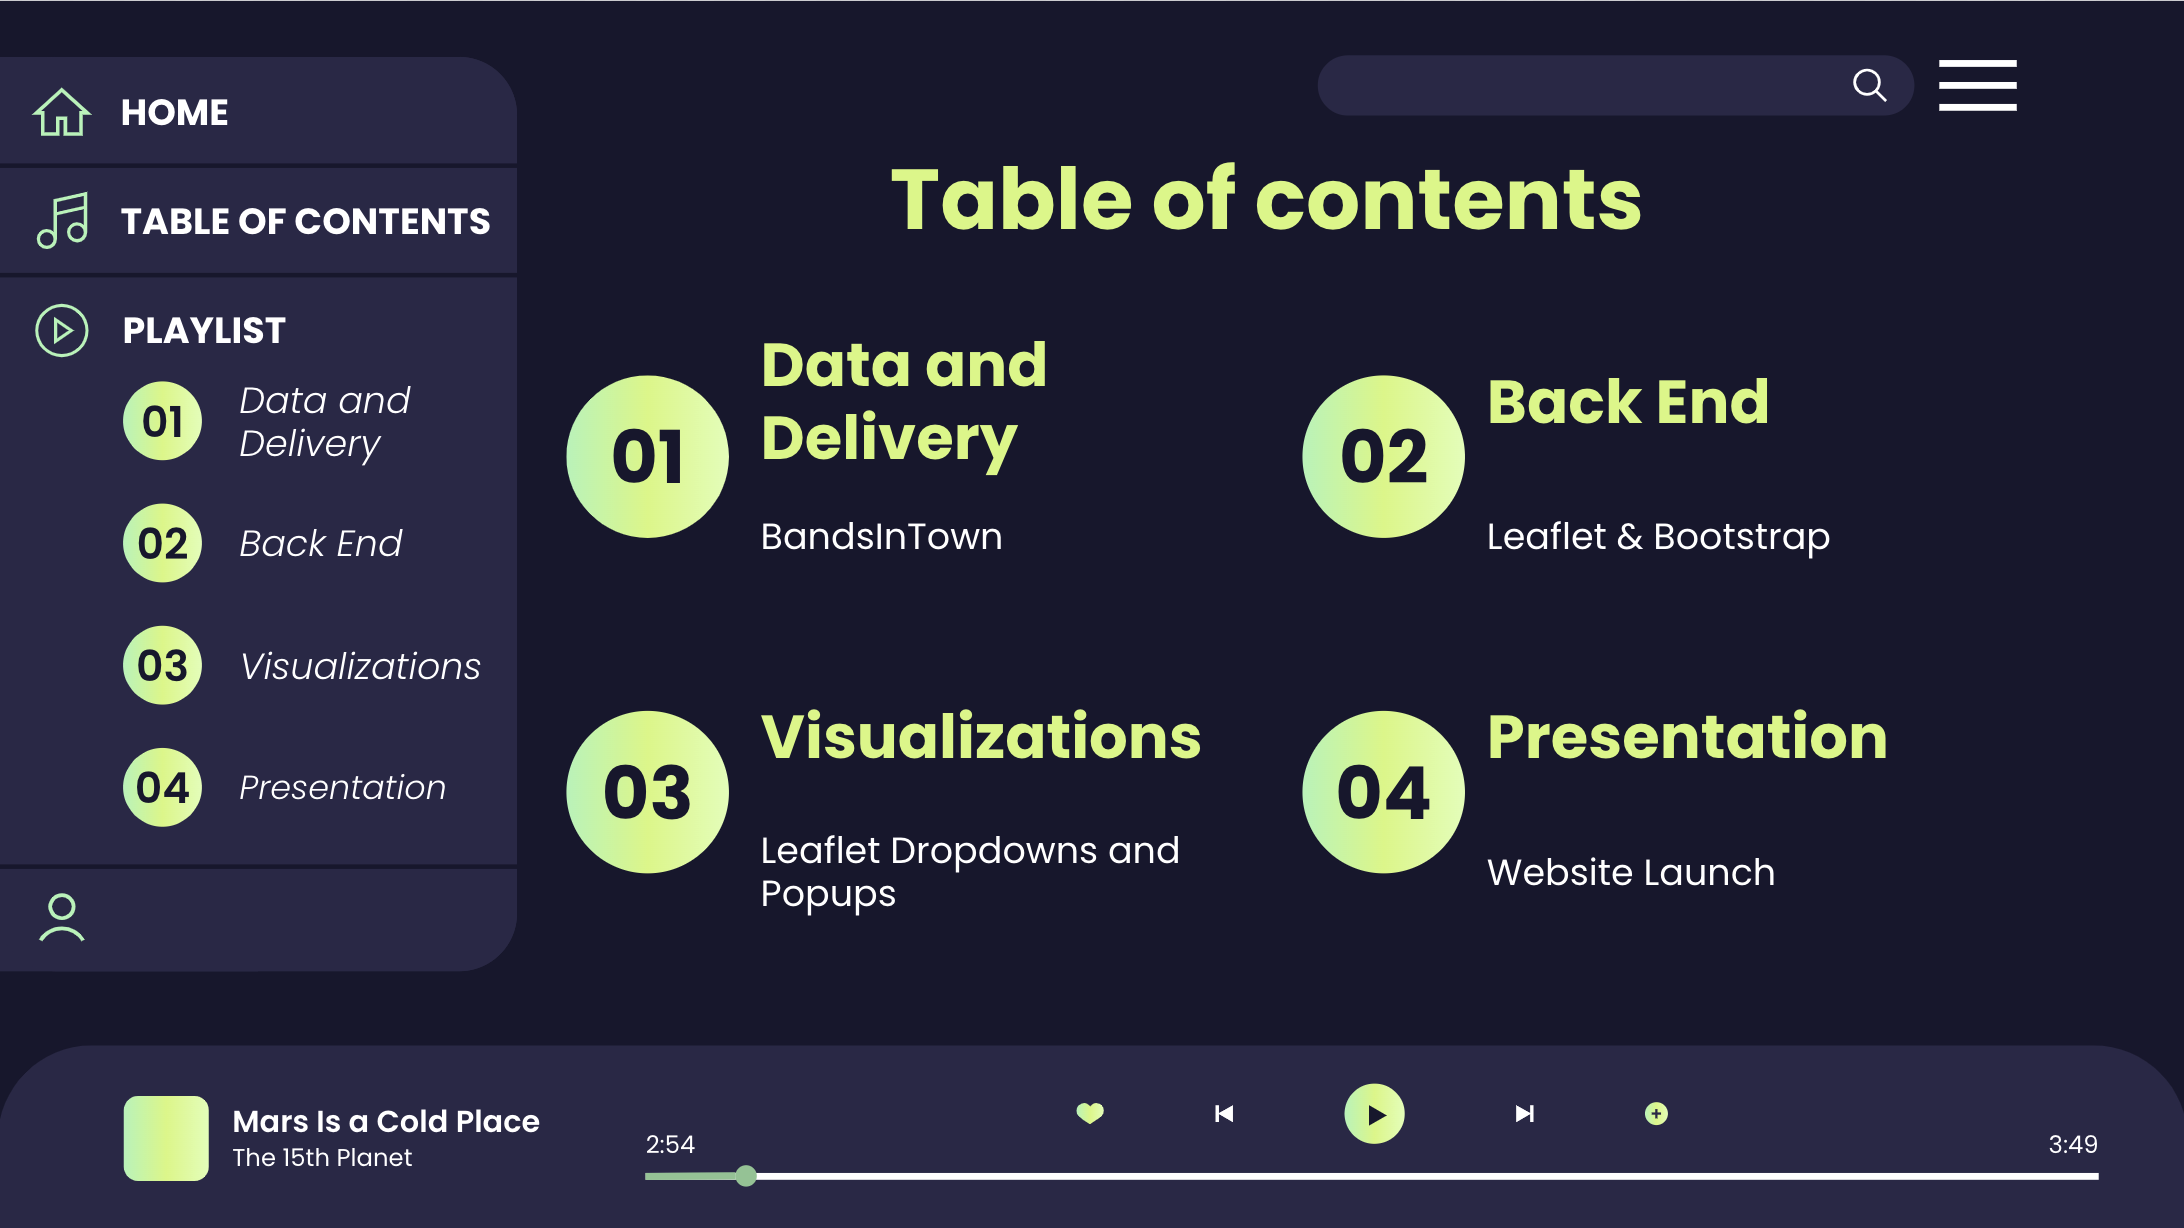 HOME
TABLE OF CONTENTS
PLAYLIST
01
Data and
Delivery
02
Back End
03
Visualizations
04
Presentation
Table of contents
01
Data and
Delivery
BandsInTown
02
Back End
Leaflet & Bootstrap
03
Visualizations
Leaflet Dropdowns and
Popups
04
Presentation
Website Launch
Mars Is a Cold Place
The 15th Planet
2:54
3:49